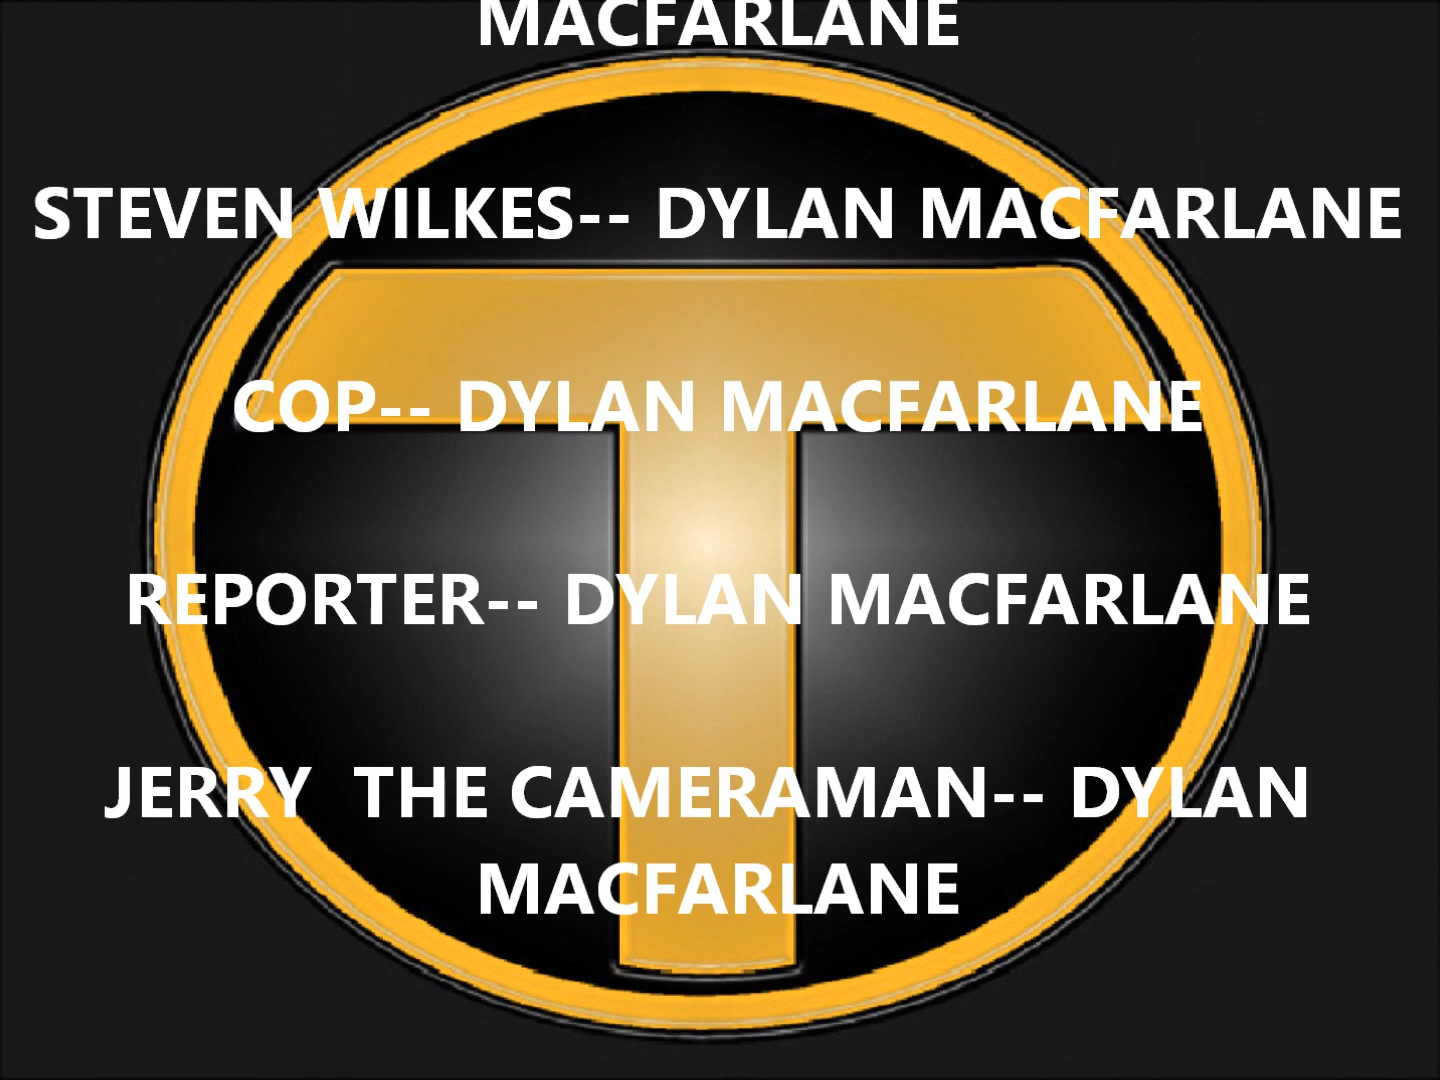 MACFARLANE
STEVEN WILKES-- DYLAN MACFARLANE
COP-- DYLAN MACFARLANE
REPORTER-- DYLAN MACFARLANE
JERRY  THE CAMERAMAN-- DYLAN
MACFARLANE
T